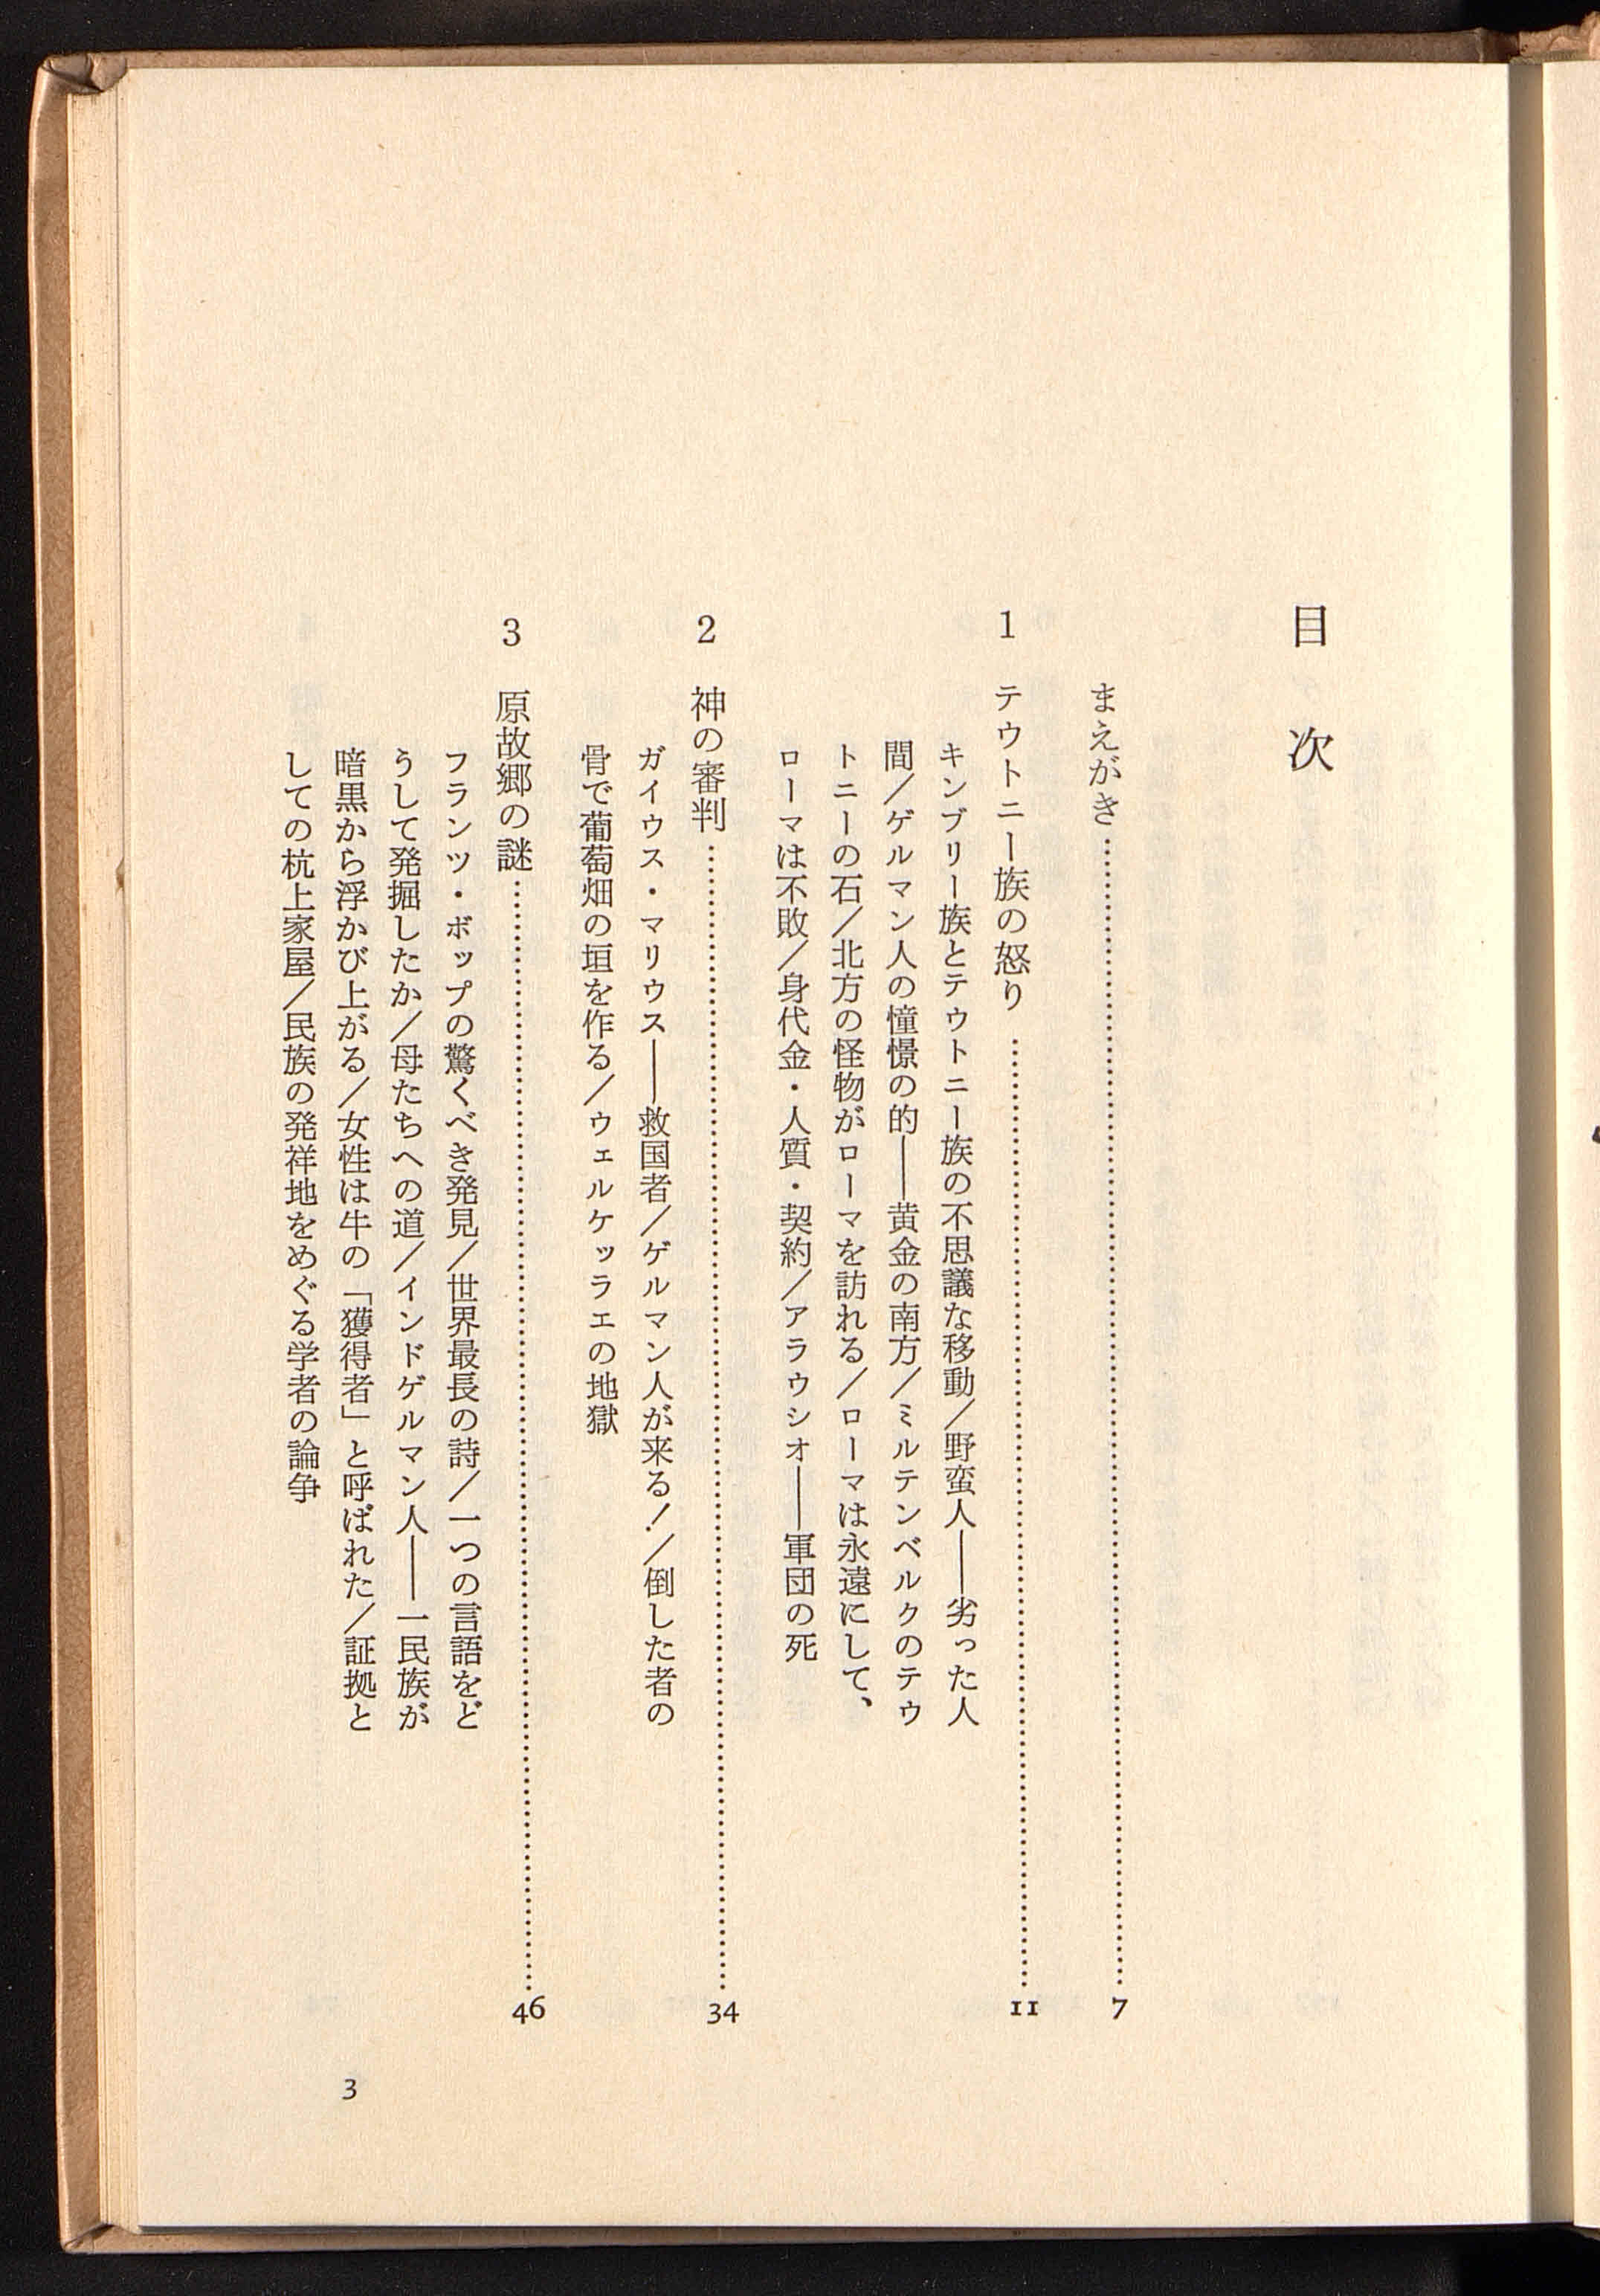 目次
まえがき……………………7
1 テウトニー族の怒り……………………11
キンブリー族とテウトニー族の不思議な移動／野蛮人――劣った人
間／ゲルマン人の憧憬の的――黄金の南方／ミルテンベルクのテウ
トニーの石／北方の怪物がローマを訪れる／ローマは永遠にして、
ローマは不敗／身代金・人質・契約／アラウシオ――軍団の死
2 神の審判……………………34
ガイウス・マリウス――救国者／ゲルマン人が来る！／倒した者の
骨で葡萄畑の垣を作る／ウェルケッラエの地獄
3 原故郷の謎……………………46
フランツ・ボップの驚くべき発見／世界最長の詩／一つの言語をど
うして発掘したか／母たちへの道／インドゲルマン人――一民族が
暗黒から浮かび上がる／女性は牛の「獲得者」と呼ばれた／証拠と
しての杭上家屋／民族の発祥地をめぐる学者の論争
3